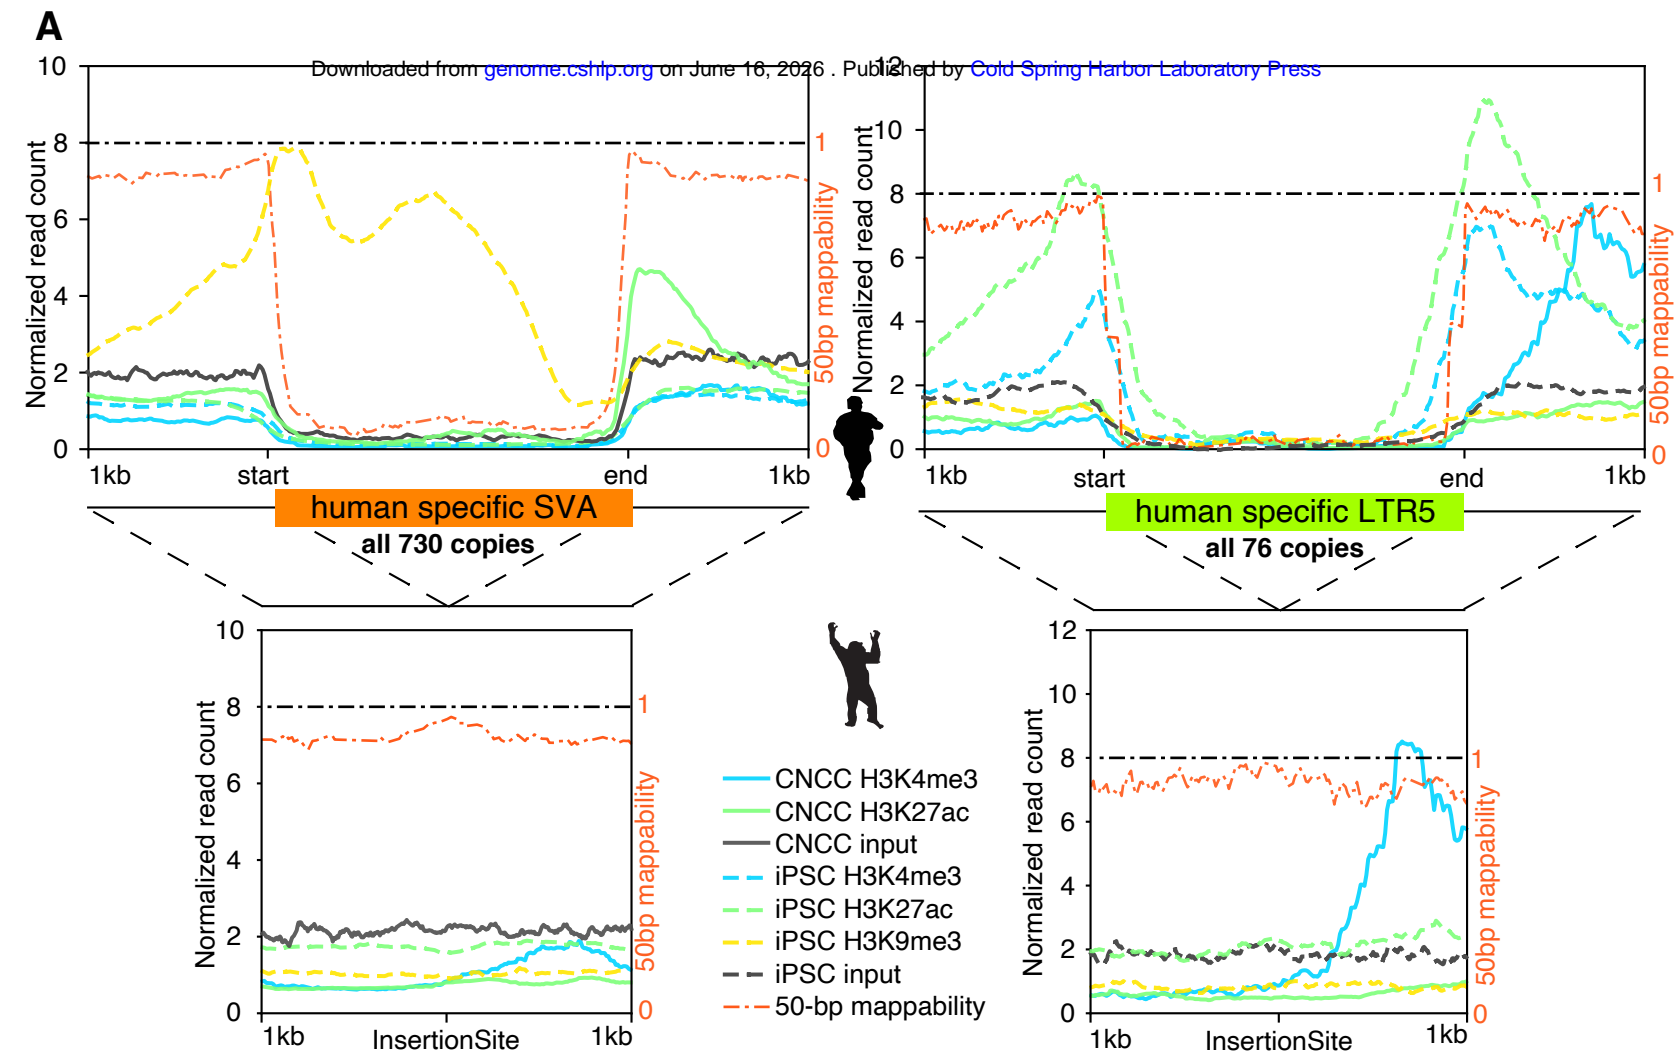 A
Downloaded from genome.cshlp.org on June 16, 2026 . Published by Cold Spring Harbor Laboratory Press
10
8
6
4
2
0
Normalized read count
1
50bp mappability
0
1kb
start
end
1kb
human specific SVA
all 730 copies
12
10
8
6
4
2
0
Normalized read count
1
50bp mappability
0
1kb
start
end
1kb
human specific LTR5
all 76 copies
10
8
6
4
2
0
Normalized read count
1
50bp mappability
0
1kb
InsertionSite
1kb
CNCC H3K4me3
CNCC H3K27ac
CNCC input
iPSC H3K4me3
iPSC H3K27ac
iPSC H3K9me3
iPSC input
50-bp mappability
12
10
8
6
4
2
0
Normalized read count
1
50bp mappability
0
1kb
InsertionSite
1kb